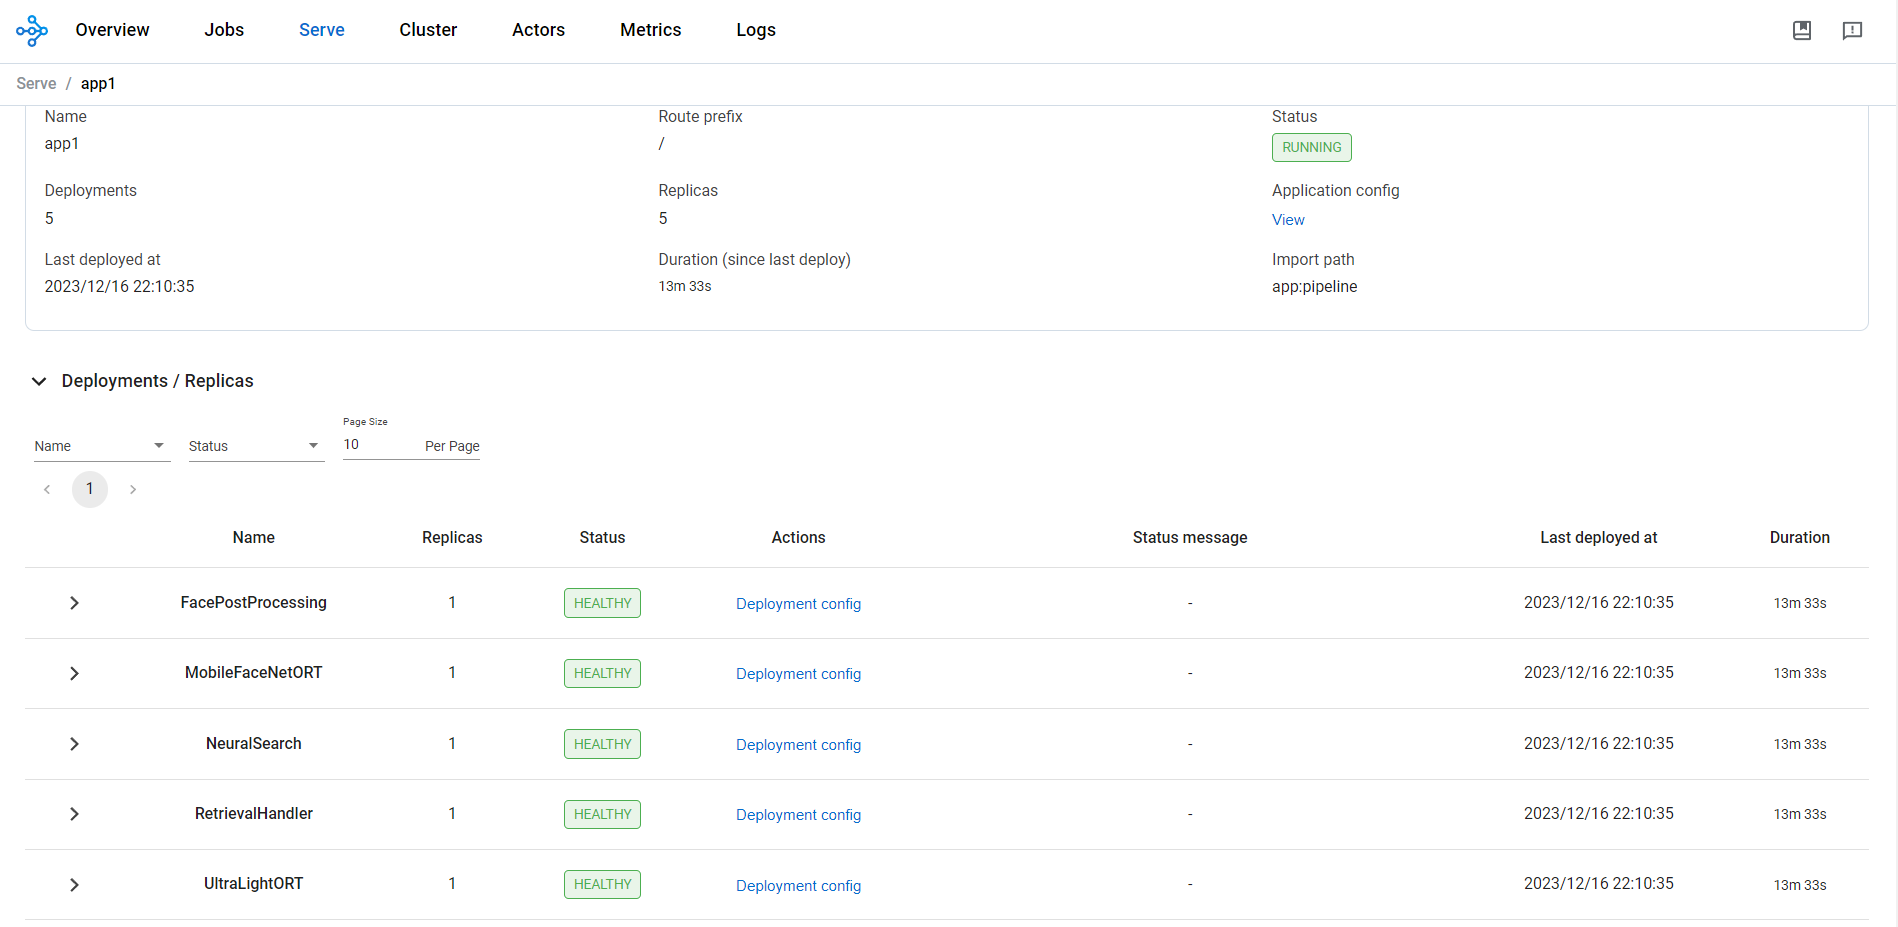 Overview Jobs Serve Cluster Actors Metrics Logs
Serve / app1
Name Route prefix Status
app1 / RUNNING
Deployments Replicas Application config
5 5 View
Last deployed at Duration (since last deploy) Import path
2023/12/16 22:10:35 13m 33s app:pipeline
Deployments / Replicas
Page Size
Name Status 10 Per Page
1
Name Replicas Status Actions Status message Last deployed at Duration
FacePostProcessing 1 HEALTHY Deployment config - 2023/12/16 22:10:35 13m 33s
MobileFaceNetORT 1 HEALTHY Deployment config - 2023/12/16 22:10:35 13m 33s
NeuralSearch 1 HEALTHY Deployment config - 2023/12/16 22:10:35 13m 33s
RetrievalHandler 1 HEALTHY Deployment config - 2023/12/16 22:10:35 13m 33s
UltraLightORT 1 HEALTHY Deployment config - 2023/12/16 22:10:35 13m 33s